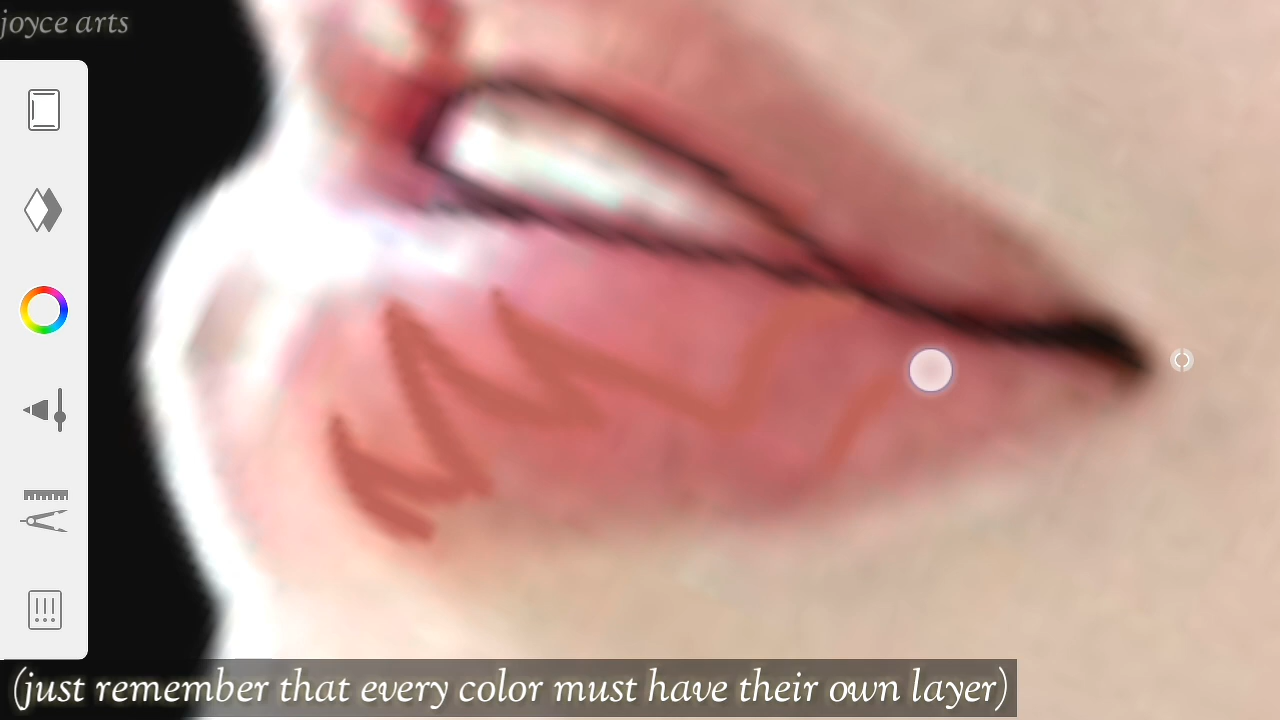 joyce arts
(just remember that every color must have their own layer)